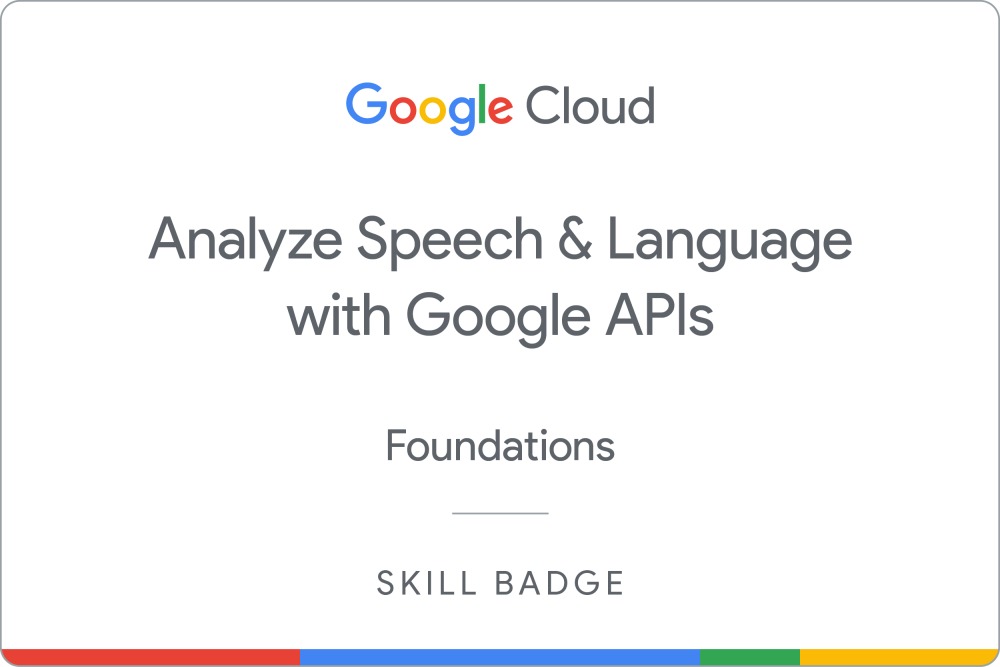 Google Cloud
Analyze Speech & Language
with Google APIs
Foundations
SKILL BADGE